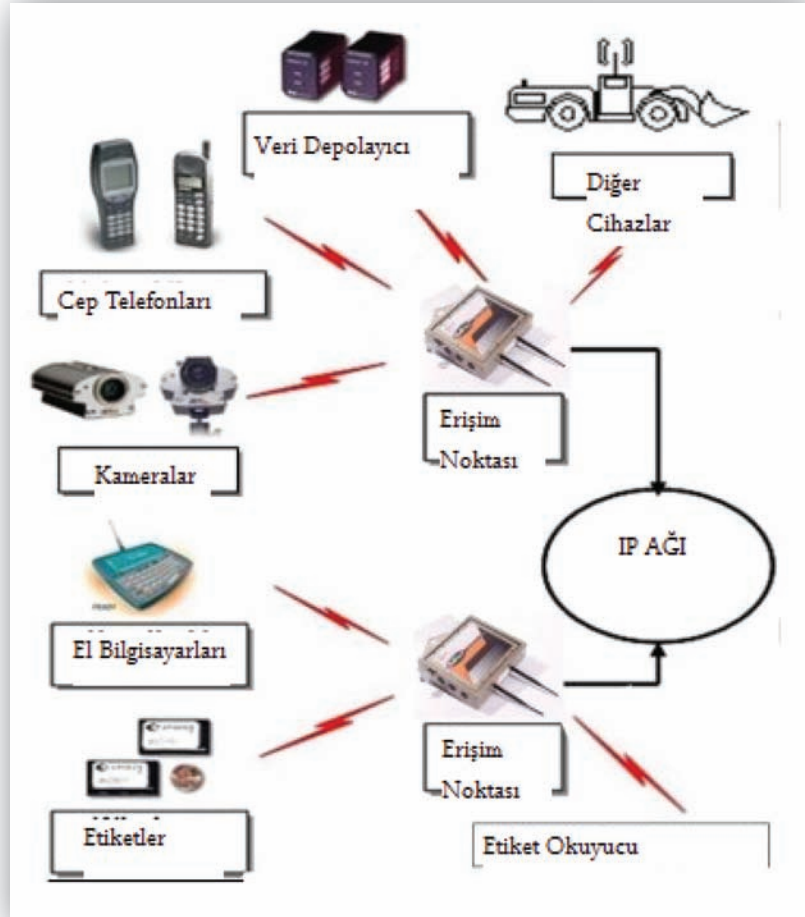 Veri Depolayıcı
Diğer
Cihazlar
Cep Telefonları
Erişim
Noktası
Kameralar
IP AĞI
El Bilgisayarları
Erişim
Noktası
Etiketler
Etiket Okuyucu